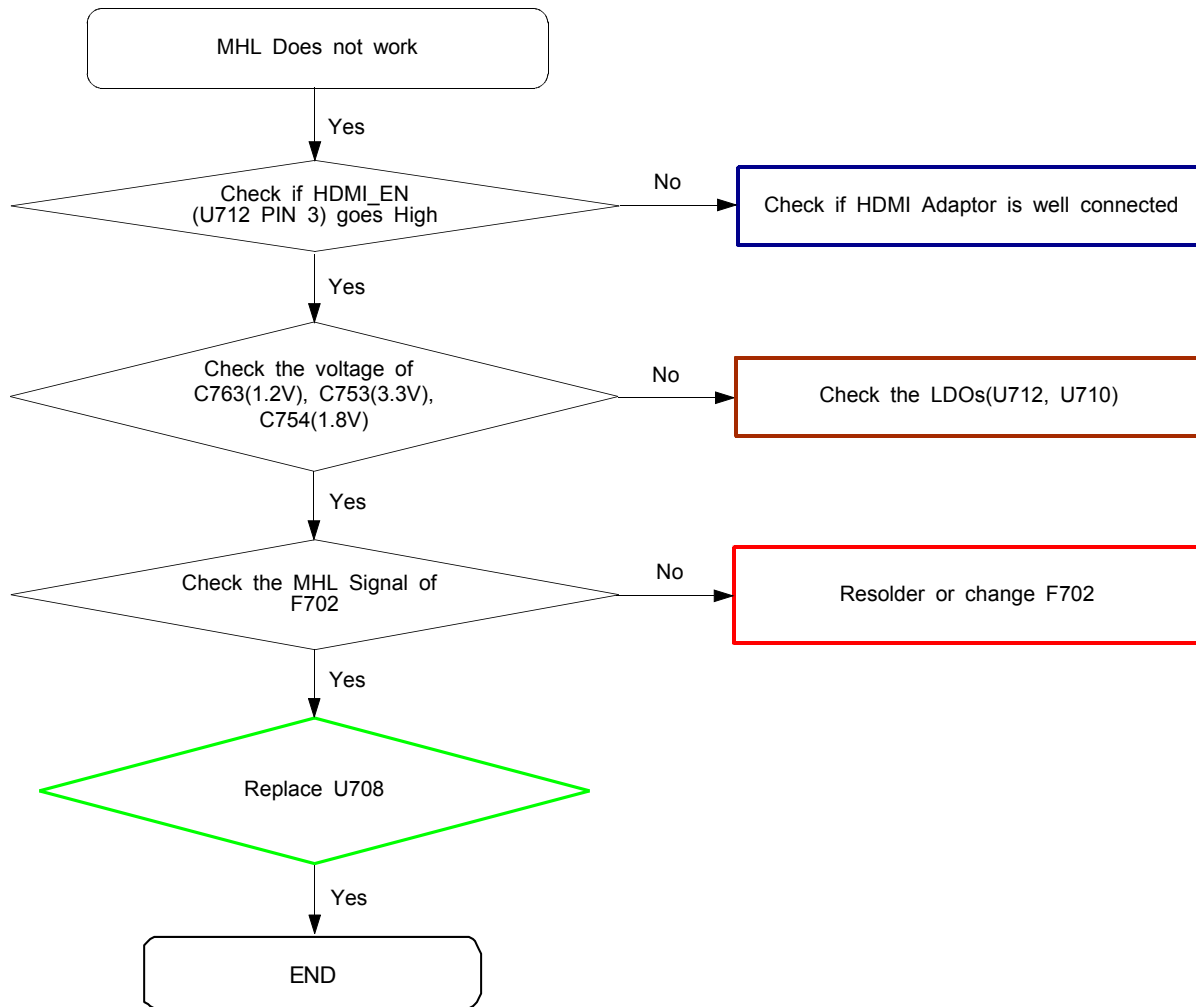 MHL Does not work
Yes
Check if HDMI_EN
(U712 PIN 3) goes High
No
Check if HDMI Adaptor is well connected
Yes
Check the voltage of
C763(1.2V), C753(3.3V),
C754(1.8V)
No
Check the LDOs(U712, U710)
Yes
Check the MHL Signal of
F702
No
Resolder or change F702
Yes
Replace U708
Yes
END